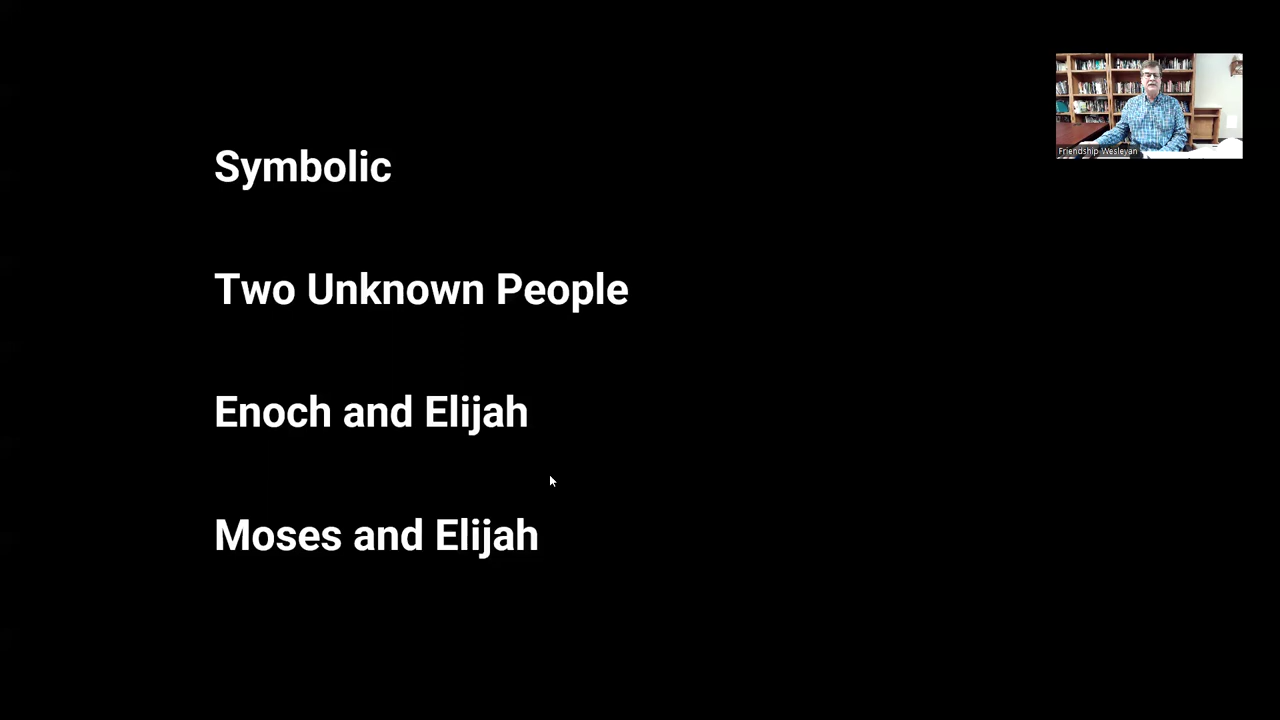 Symbolic
Two Unknown People
Enoch and Elijah
Moses and Elijah
Friendship Wesleyan